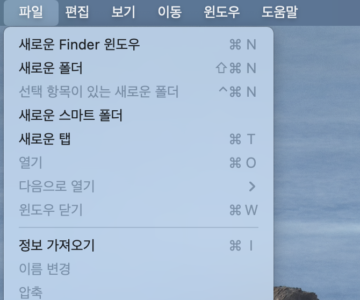 파일 편집 보기 이동 윈도우 도움말
새로운 Finder 윈도우 ⌘ N
새로운 폴더 ⇧⌘ N
선택 항목이 있는 새로운 폴더 ^⌘ N
새로운 스마트 폴더
새로운 탭 ⌘ T
열기 ⌘ O
다음으로 열기 >
윈도우 닫기 ⌘ W
정보 가져오기 ⌘ I
이름 변경
압축